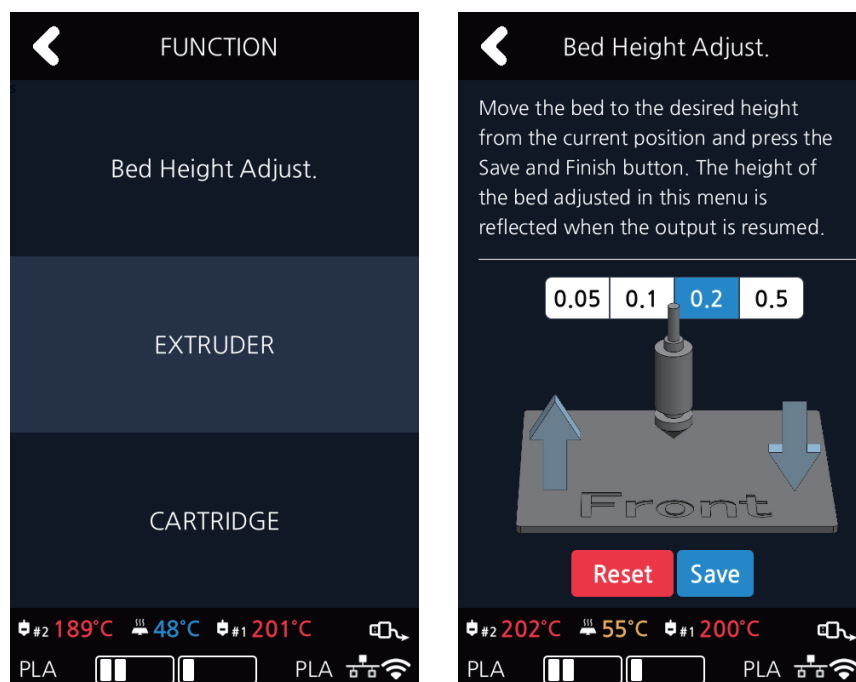 FUNCTION
Bed Height Adjust.
EXTRUDER
CARTRIDGE
#2 189°C 48°C #1 201°C
PLA PLA
Bed Height Adjust.
Move the bed to the desired height
from the current position and press the
Save and Finish button. The height of
the bed adjusted in this menu is
reflected when the output is resumed.
0.05 0.1 0.2 0.5
Front
Reset Save
#2 202°C 55°C #1 200°C
PLA PLA